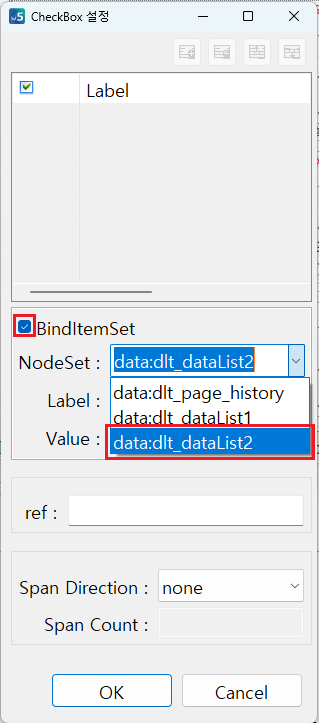 W5 CheckBox 설정
Label
BindItemSet
NodeSet : data:dlt_dataList2
data:dlt_page_history
Label :
data:dlt_dataList1
Value :
data:dlt_dataList2
ref :
Span Direction : none
Span Count :
OK Cancel